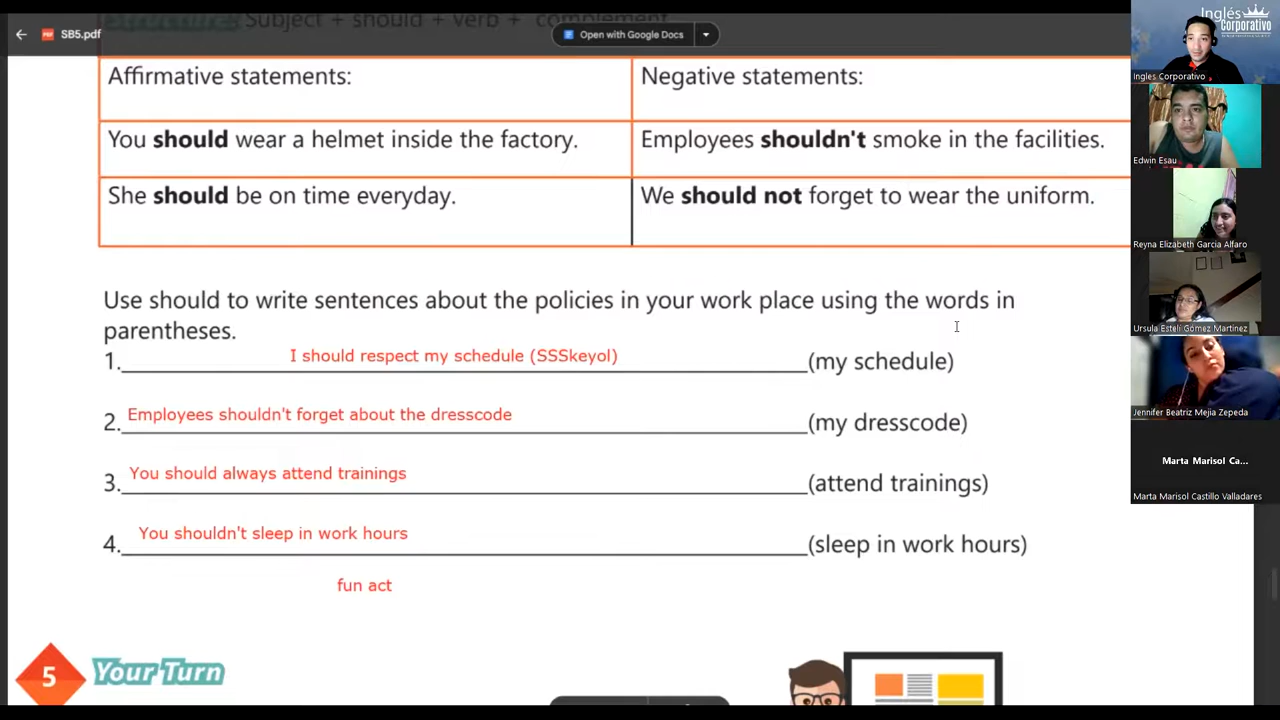 Structures Subject + should + verb + complement
SB5.pdf
Open with Google Docs
Affirmative statements:
Negative statements:
You should wear a helmet inside the factory.
Employees shouldn't smoke in the facilities.
She should be on time everyday.
We should not forget to wear the uniform.
Use should to write sentences about the policies in your work place using the words in
parentheses.
1. I should respect my schedule (SSSkeyol) (my schedule)
2. Employees shouldn't forget about the dresscode (my dresscode)
3. You should always attend trainings (attend trainings)
4. You shouldn't sleep in work hours (sleep in work hours)
fun act
5 Your Turn
Inglés
Corporativo
Ingles Corporativo
Edwin Esau
Reyna Elizabeth Garcia Alfaro
Ursula Esteli Gómez Martinez
Jennifer Beatriz Mejia Zepeda
Marta Marisol Ca...
Marta Marisol Castillo Valladares